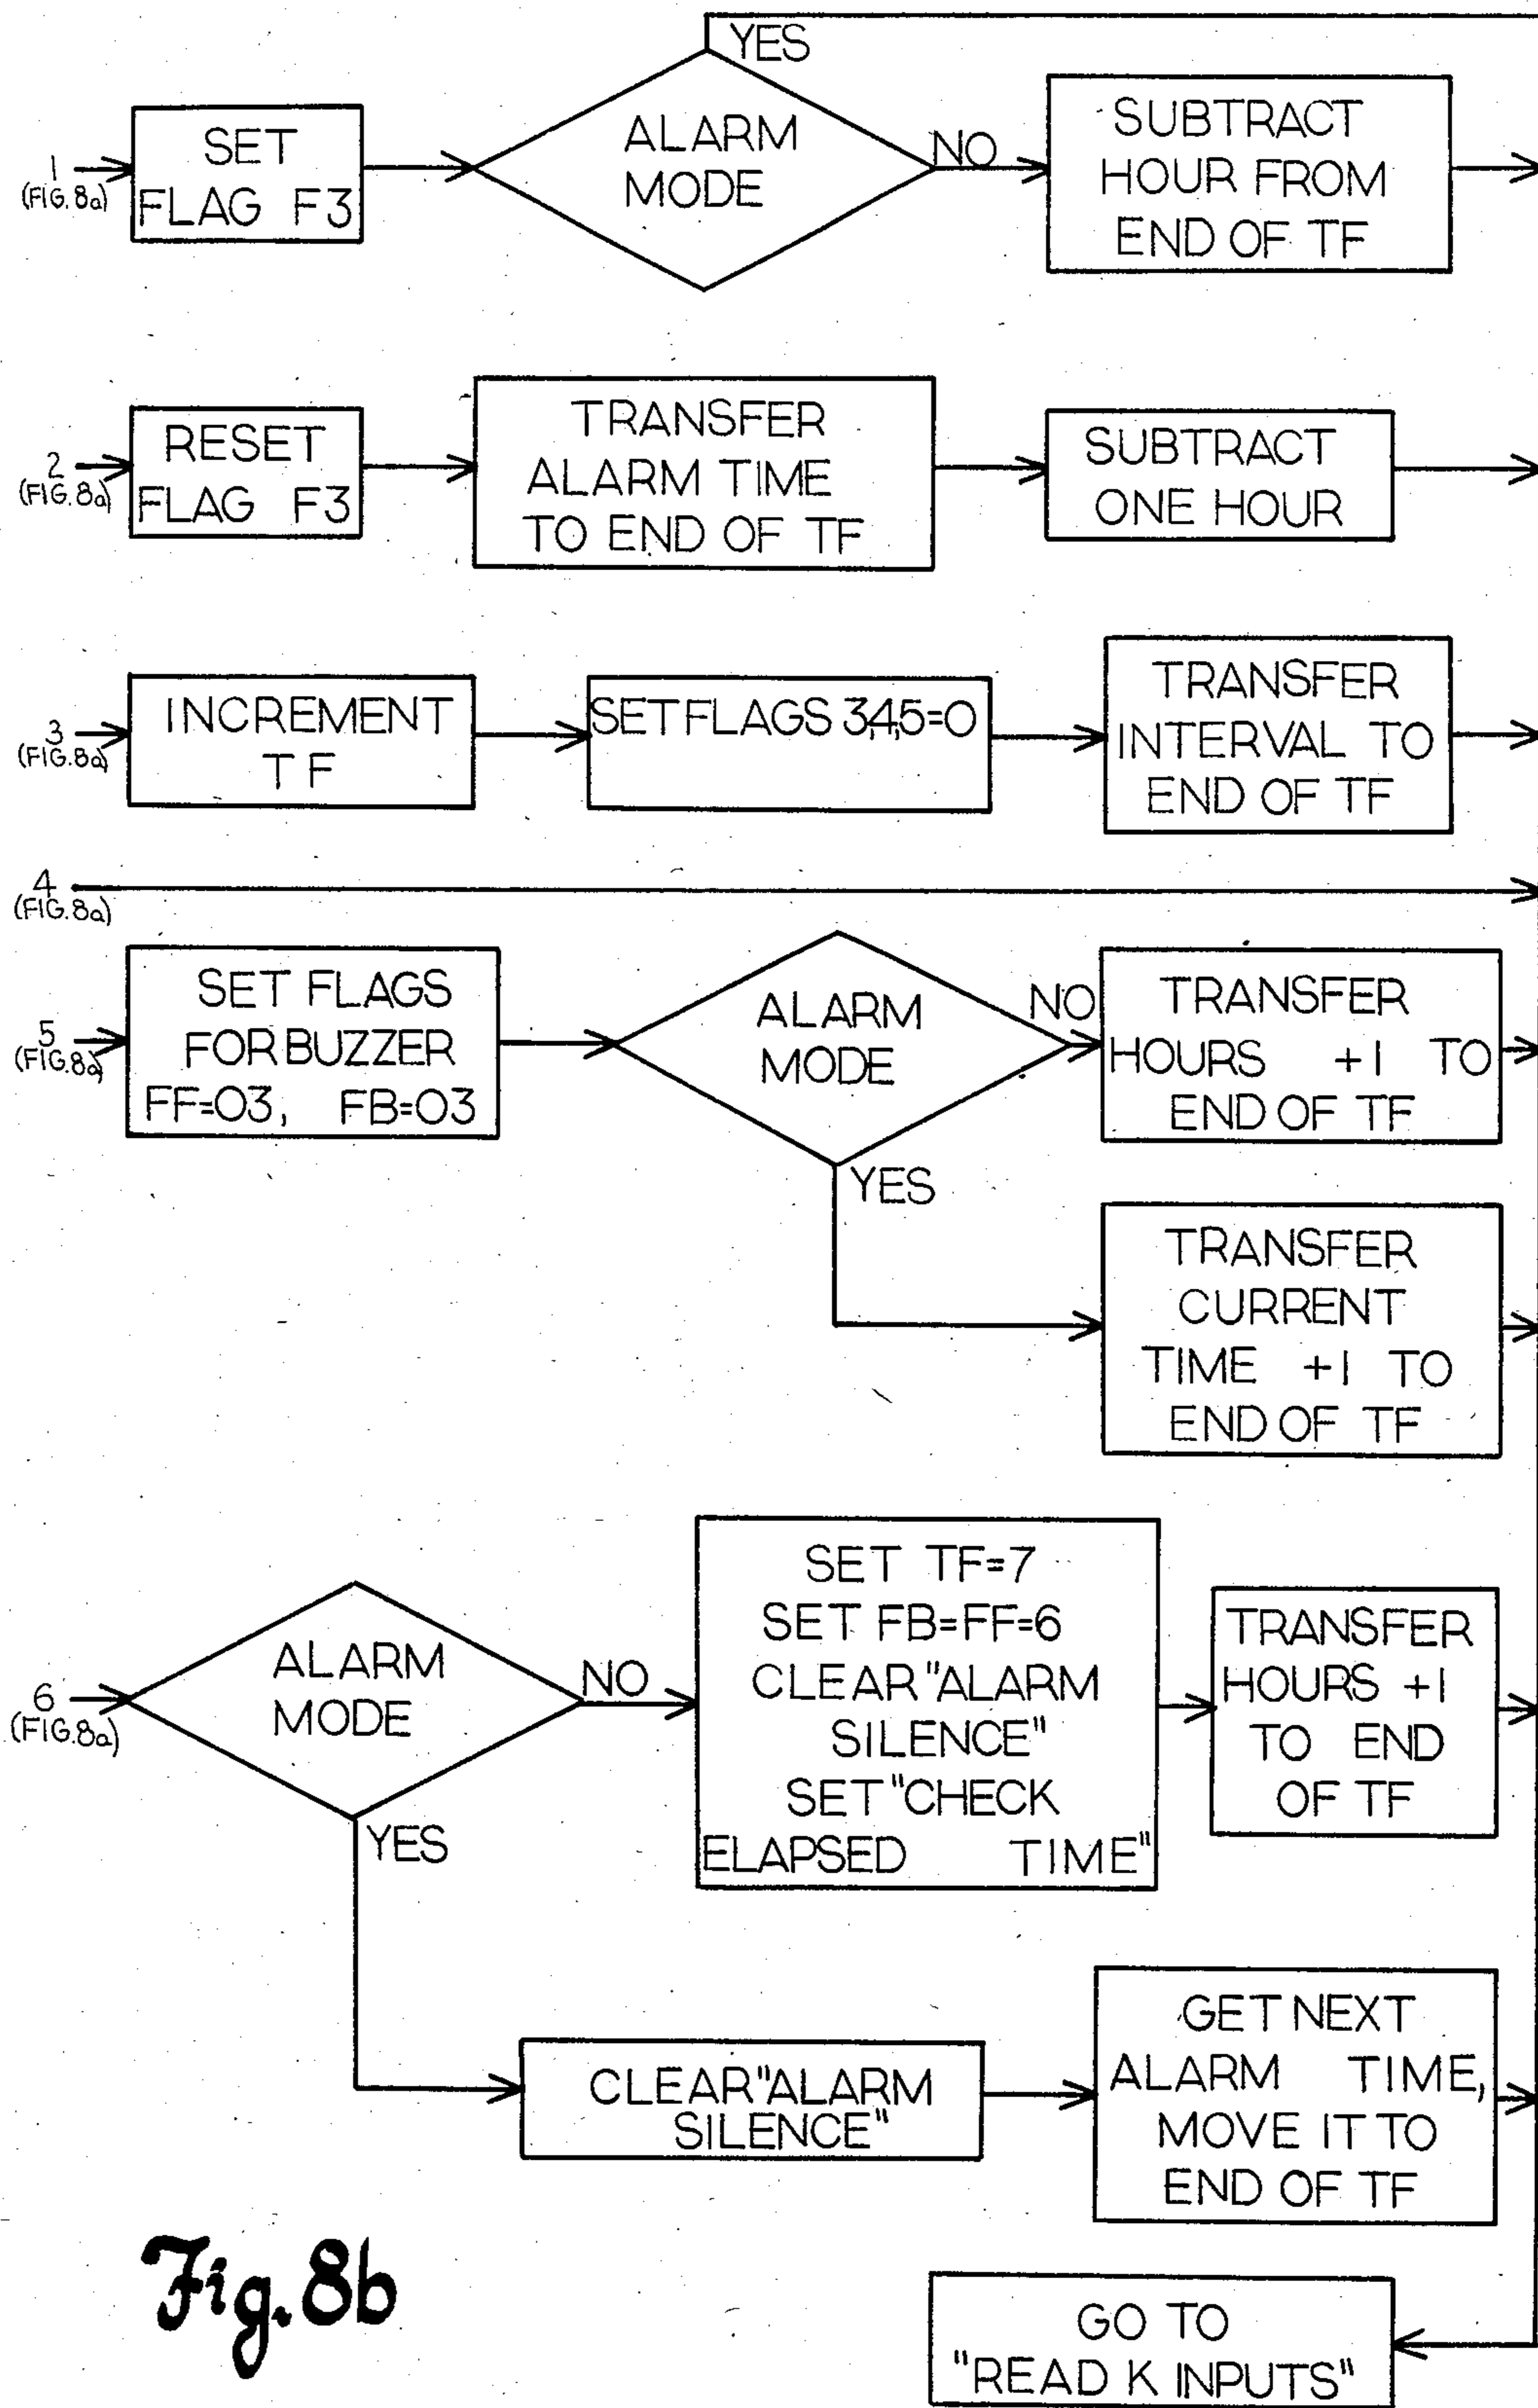 YES
1
(FIG.8a)
SET
FLAG F3
ALARM
MODE
NO
SUBTRACT
HOUR FROM
END OF TF
2
(FIG.8a)
RESET
FLAG F3
TRANSFER
ALARM TIME
TO END OF TF
SUBTRACT
ONE HOUR
3
(FIG.8a)
INCREMENT
TF
SET FLAGS 3,4,5=0
TRANSFER
INTERVAL TO
END OF TF
4
(FIG.8a)
5
(FIG.8a)
SET FLAGS
FOR BUZZER
FF=03, FB=03
ALARM
MODE
NO
TRANSFER
HOURS +1 TO
END OF TF
YES
TRANSFER
CURRENT
TIME +1 TO
END OF TF
6
(FIG.8a)
ALARM
MODE
NO
SET TF=7
SET FB=FF=6
CLEAR "ALARM
SILENCE"
SET "CHECK
ELAPSED TIME"
TRANSFER
HOURS +1
TO END
OF TF
YES
CLEAR "ALARM
SILENCE"
GET NEXT
ALARM TIME,
MOVE IT TO
END OF TF
GO TO
"READ K INPUTS"
Fig. 8b